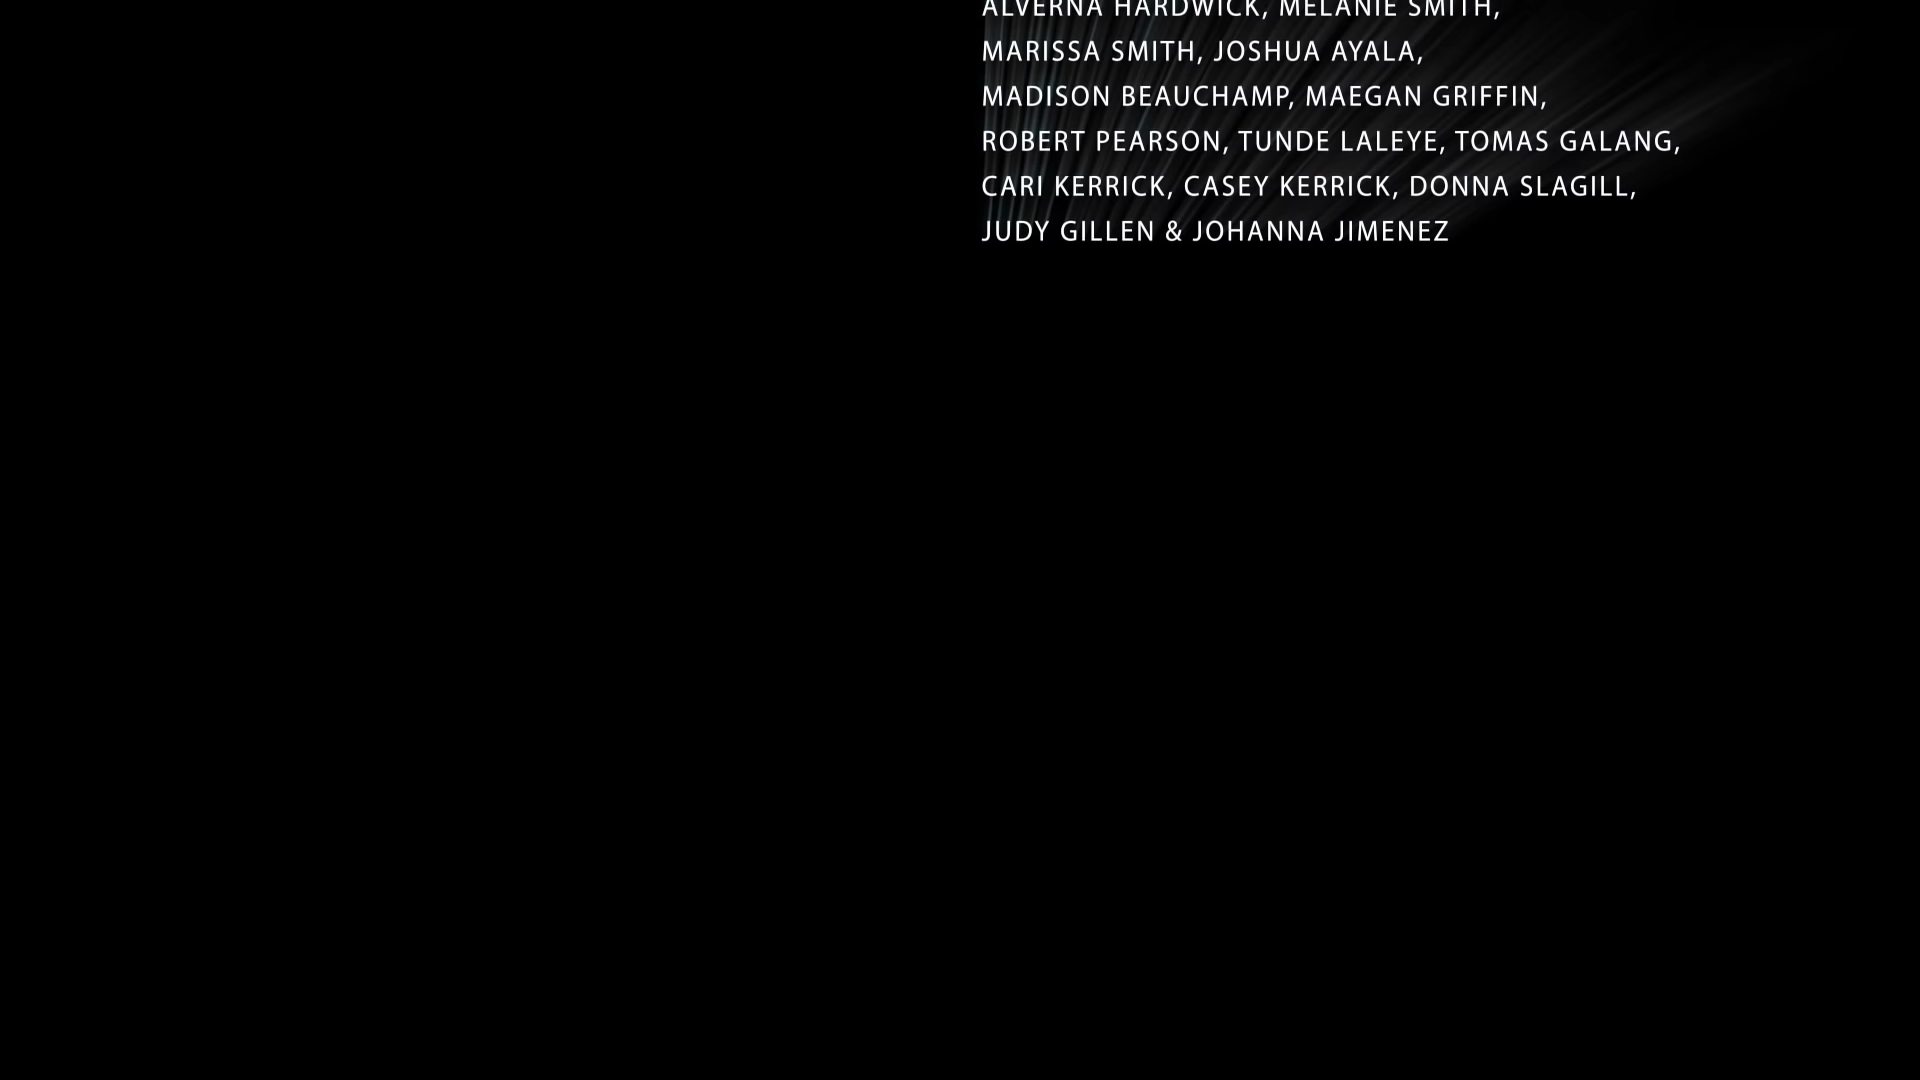 ALVERNA HARDWICK, MELANIE SMITH,
MARISSA SMITH, JOSHUA AYALA,
MADISON BEAUCHAMP, MAEGAN GRIFFIN,
ROBERT PEARSON, TUNDE LALEYE, TOMAS GALANG,
CARI KERRICK, CASEY KERRICK, DONNA SLAGILL,
JUDY GILLEN & JOHANNA JIMENEZ